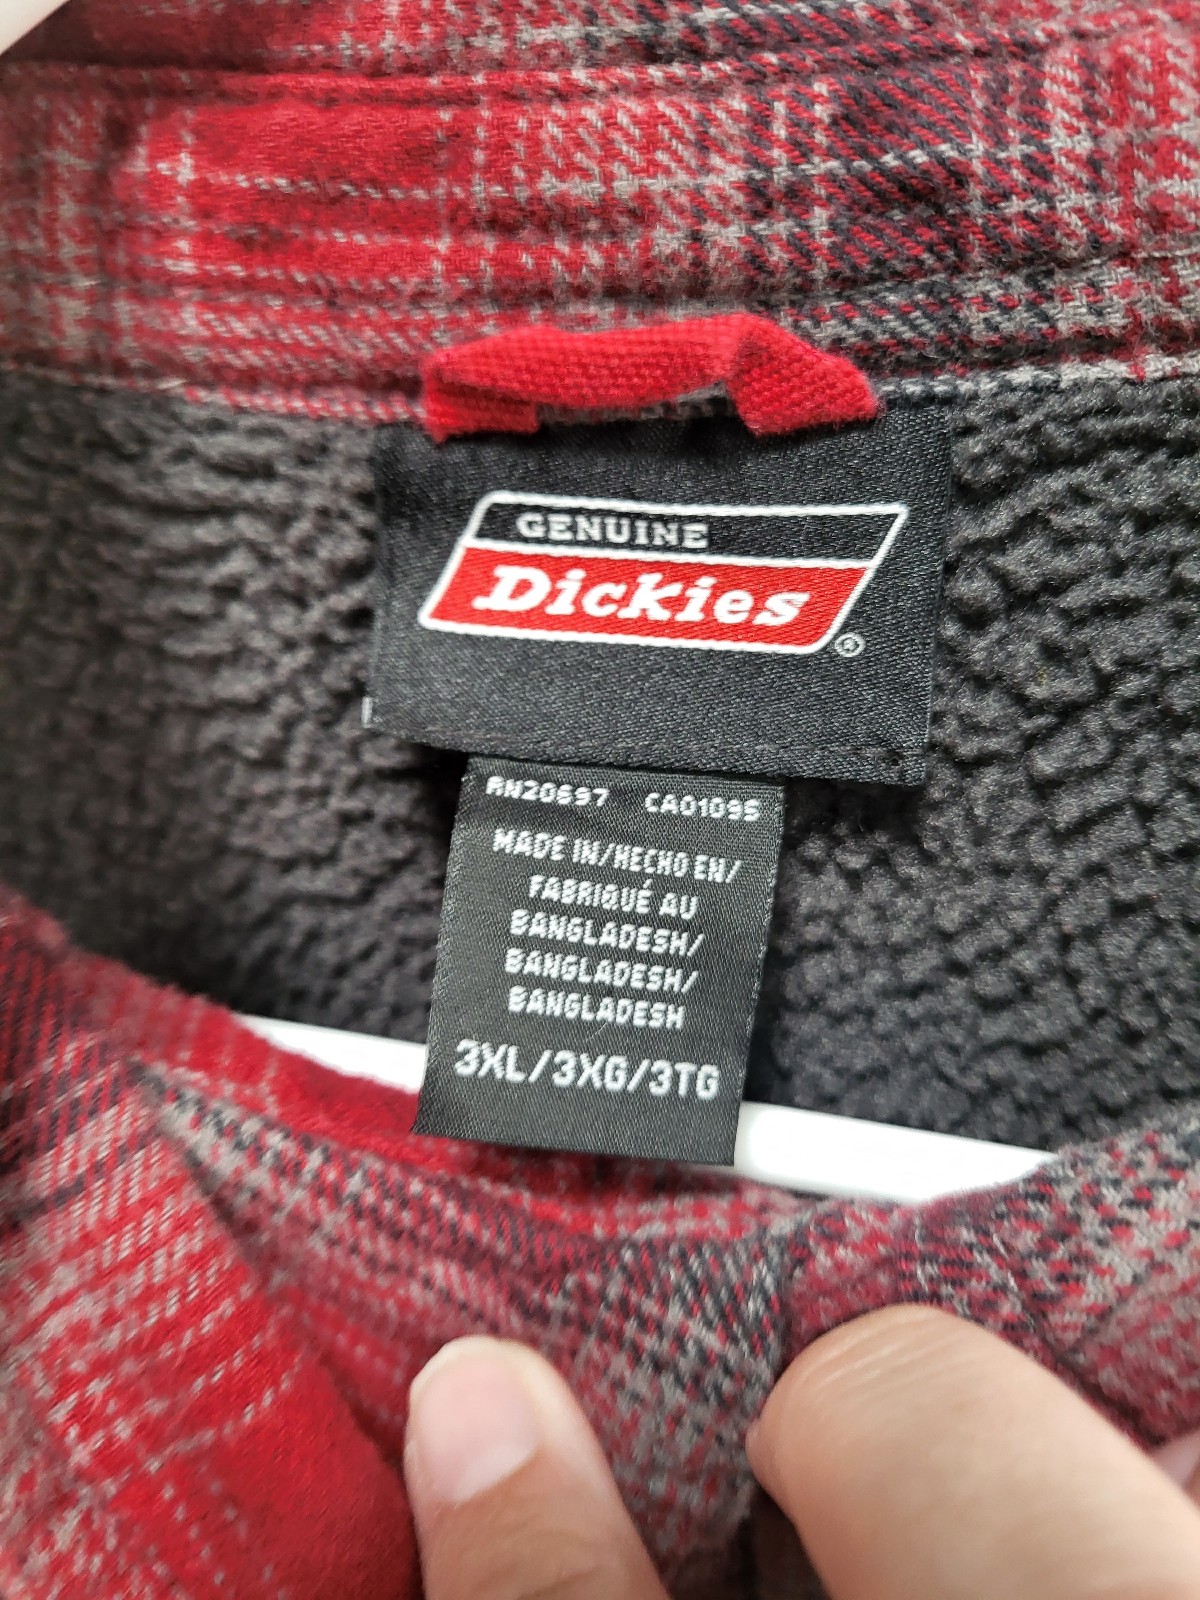 GENUINE
Dickies
®
RN20697 CA01095
MADE IN/HECHO EN/
FABRIQUÉ AU
BANGLADESH/
BANGLADESH/
BANGLADESH
3XL/3XG/3TG